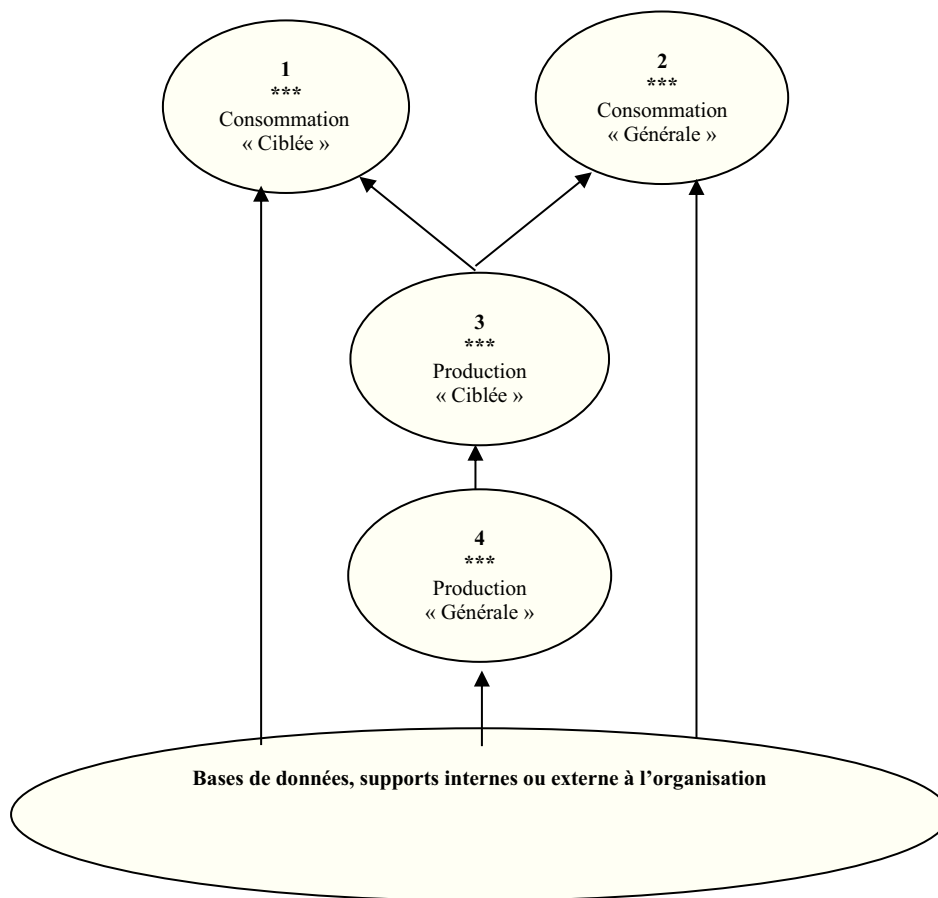 1
***
Consommation
« Ciblée »
2
***
Consommation
« Générale »
3
***
Production
« Ciblée »
4
***
Production
« Générale »
Bases de données, supports internes ou externe à l’organisation